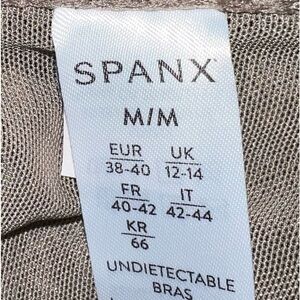 SPANX
M/M
EUR UK
38-40 12-14
FR IT
40-42 42-44
KR
66
UNDIETECTABLE
BRAS